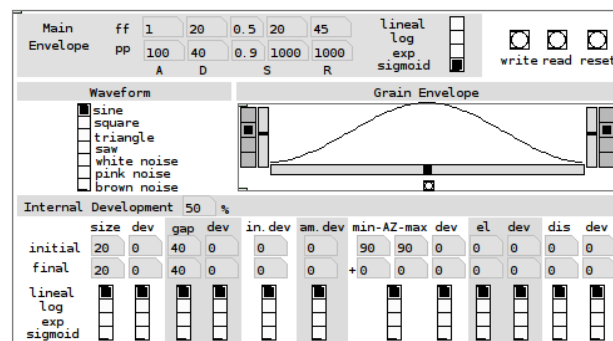 Main Envelope ff 1 20 0.5 20 45 lineal
pp 100 40 0.9 1000 1000 log
A D S R exp
sigmoid
write read reset
Waveform Grain Envelope
sine
square
triangle
saw
white noise
pink noise
brown noise
Internal Development 50 %
size dev gap dev in.dev am.dev min-AZ-max dev el dev dis dev
initial 20 0 40 0 0 0 90 90 0 0 0 0 0
final 20 0 40 0 0 0 +0 0 0 0 0 0 0
lineal
log
exp
sigmoid